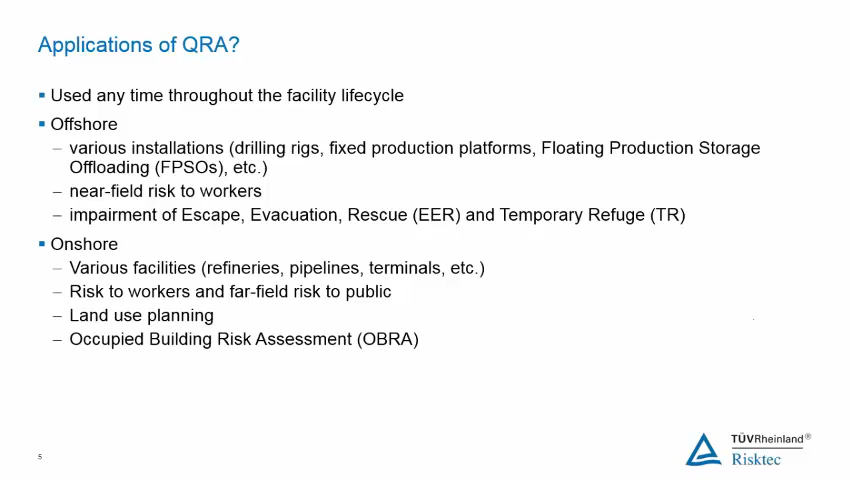 Applications of QRA?
▪ Used any time throughout the facility lifecycle
▪ Offshore
– various installations (drilling rigs, fixed production platforms, Floating Production Storage
Offloading (FPSOs), etc.)
– near-field risk to workers
– impairment of Escape, Evacuation, Rescue (EER) and Temporary Refuge (TR)
▪ Onshore
– Various facilities (refineries, pipelines, terminals, etc.)
– Risk to workers and far-field risk to public
– Land use planning
– Occupied Building Risk Assessment (OBRA)
5
TÜVRheinland®
Risktec